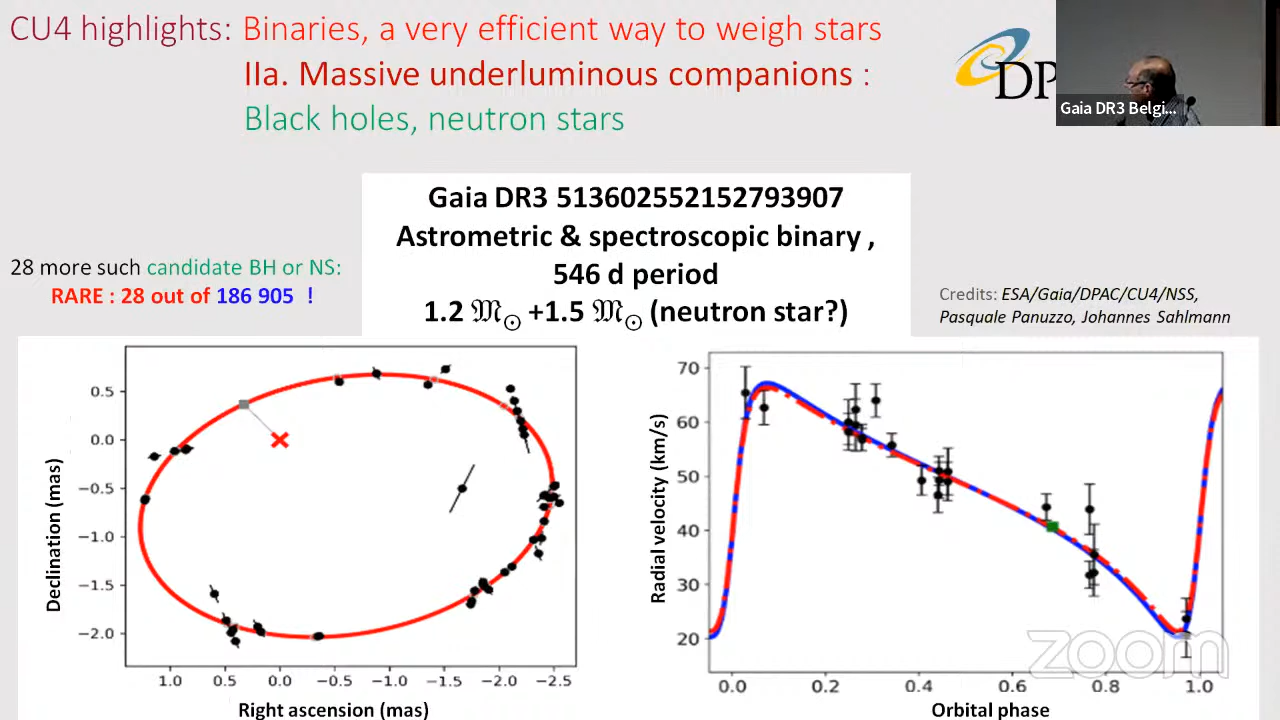 CU4 highlights: Binaries, a very efficient way to weigh stars
IIa. Massive underluminous companions :
Black holes, neutron stars
DP
Gaia DR3 Belgi...
Gaia DR3 513602552152793907
Astrometric & spectroscopic binary ,
546 d period
1.2 𝔐⊙ +1.5 𝔐⊙ (neutron star?)
28 more such candidate BH or NS:
RARE : 28 out of 186 905 !
Credits: ESA/Gaia/DPAC/CU4/NSS,
Pasquale Panuzzo, Johannes Sahlmann
Declination (mas)
0.5
0.0
−0.5
−1.0
−1.5
−2.0
1.0 0.5 0.0 −0.5 −1.0 −1.5 −2.0 −2.5
Right ascension (mas)
Radial velocity (km/s)
70
60
50
40
30
20
0.0 0.2 0.4 0.6 0.8 1.0
Orbital phase
zoom